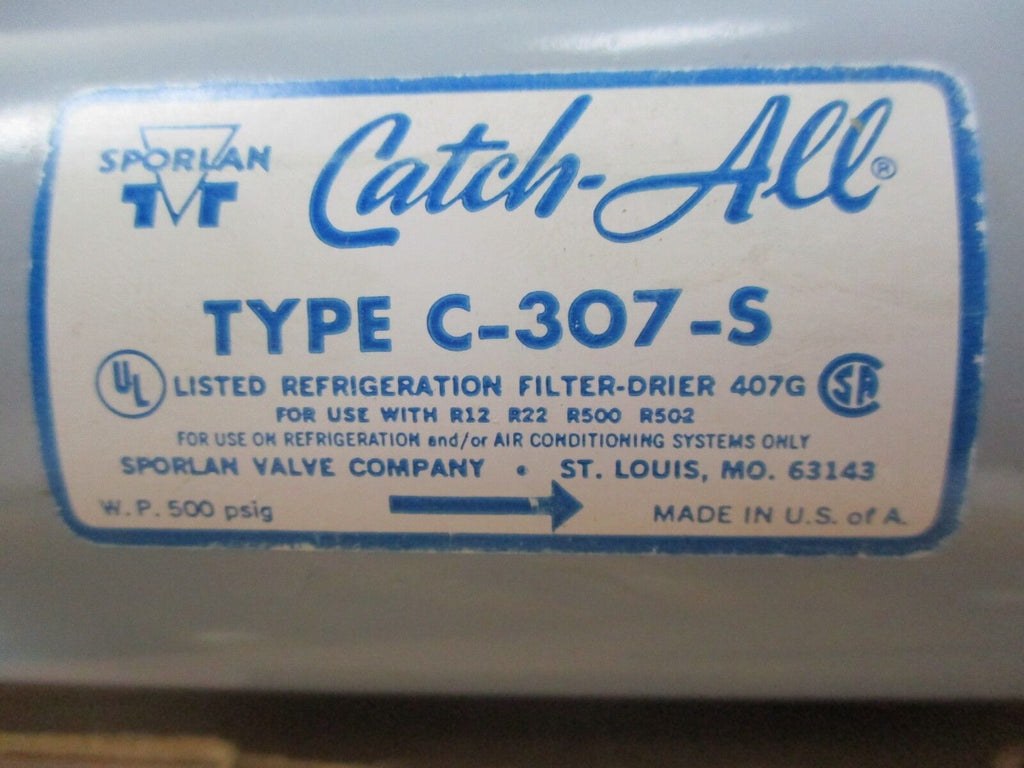 SPORLAN
Catch-All®
TYPE C-307-S
UL LISTED REFRIGERATION FILTER-DRIER 407G SA
FOR USE WITH R12 R22 R500 R502
FOR USE ON REFRIGERATION and/or AIR CONDITIONING SYSTEMS ONLY
SPORLAN VALVE COMPANY • ST. LOUIS, MO. 63143
W.P. 500 psig MADE IN U.S. of A.